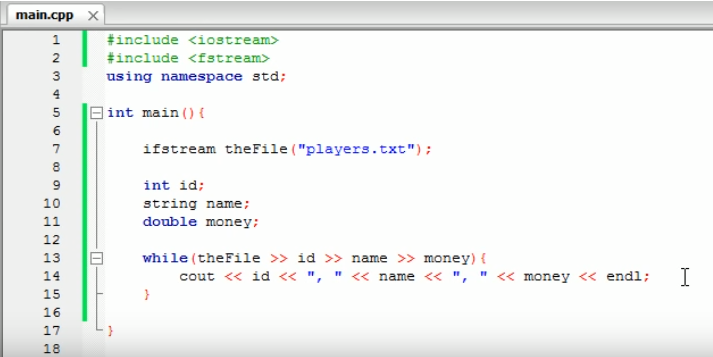 main.cpp
1 #include <iostream>
2 #include <fstream>
3 using namespace std;
4
5 int main(){
6
7 ifstream theFile("players.txt");
8
9 int id;
10 string name;
11 double money;
12
13 while(theFile >> id >> name >> money){
14 cout << id << ", " << name << ", " << money << endl;
15 }
16
17 }
18